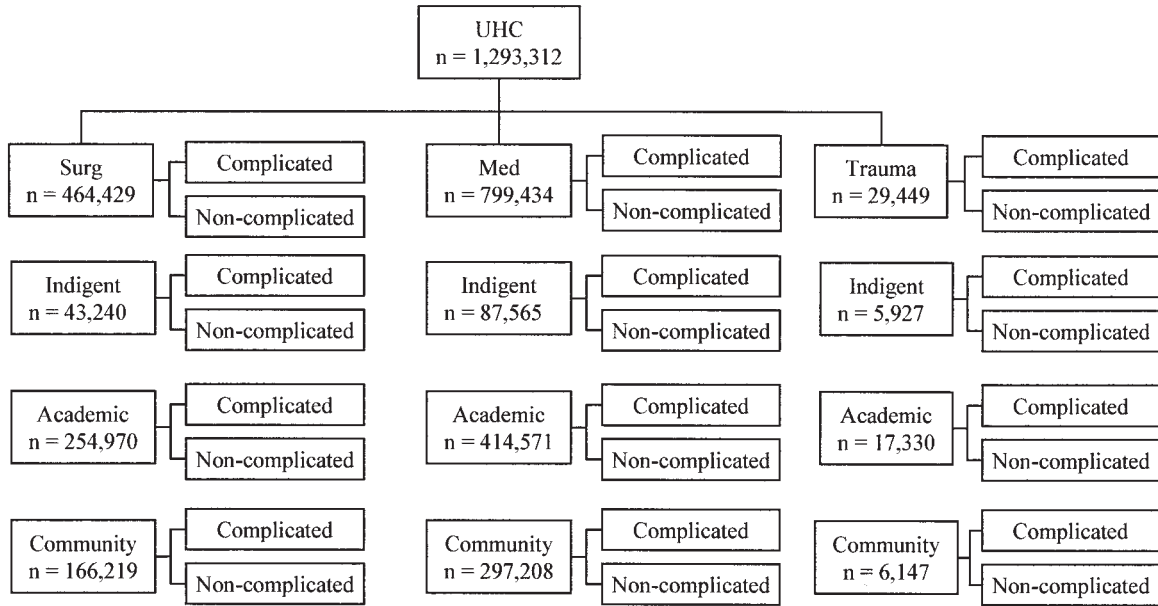 UHC
n = 1,293,312
Surg
n = 464,429
Complicated
Non-complicated
Med
n = 799,434
Complicated
Non-complicated
Trauma
n = 29,449
Complicated
Non-complicated
Indigent
n = 43,240
Complicated
Non-complicated
Indigent
n = 87,565
Complicated
Non-complicated
Indigent
n = 5,927
Complicated
Non-complicated
Academic
n = 254,970
Complicated
Non-complicated
Academic
n = 414,571
Complicated
Non-complicated
Academic
n = 17,330
Complicated
Non-complicated
Community
n = 166,219
Complicated
Non-complicated
Community
n = 297,208
Complicated
Non-complicated
Community
n = 6,147
Complicated
Non-complicated